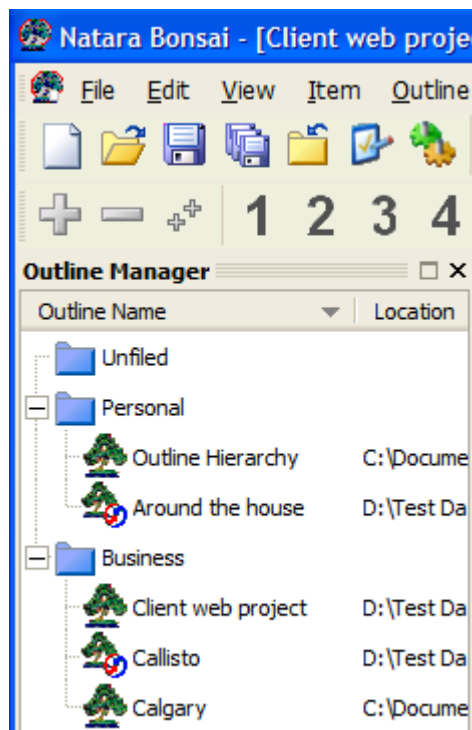 Natara Bonsai - [Client web proje
File Edit View Item Outline
1 2 3 4
Outline Manager
Outline Name Location
Unfiled
Personal
Outline Hierarchy C:\Docume
Around the house D:\Test Da
Business
Client web project D:\Test Da
Callisto D:\Test Da
Calgary C:\Docume